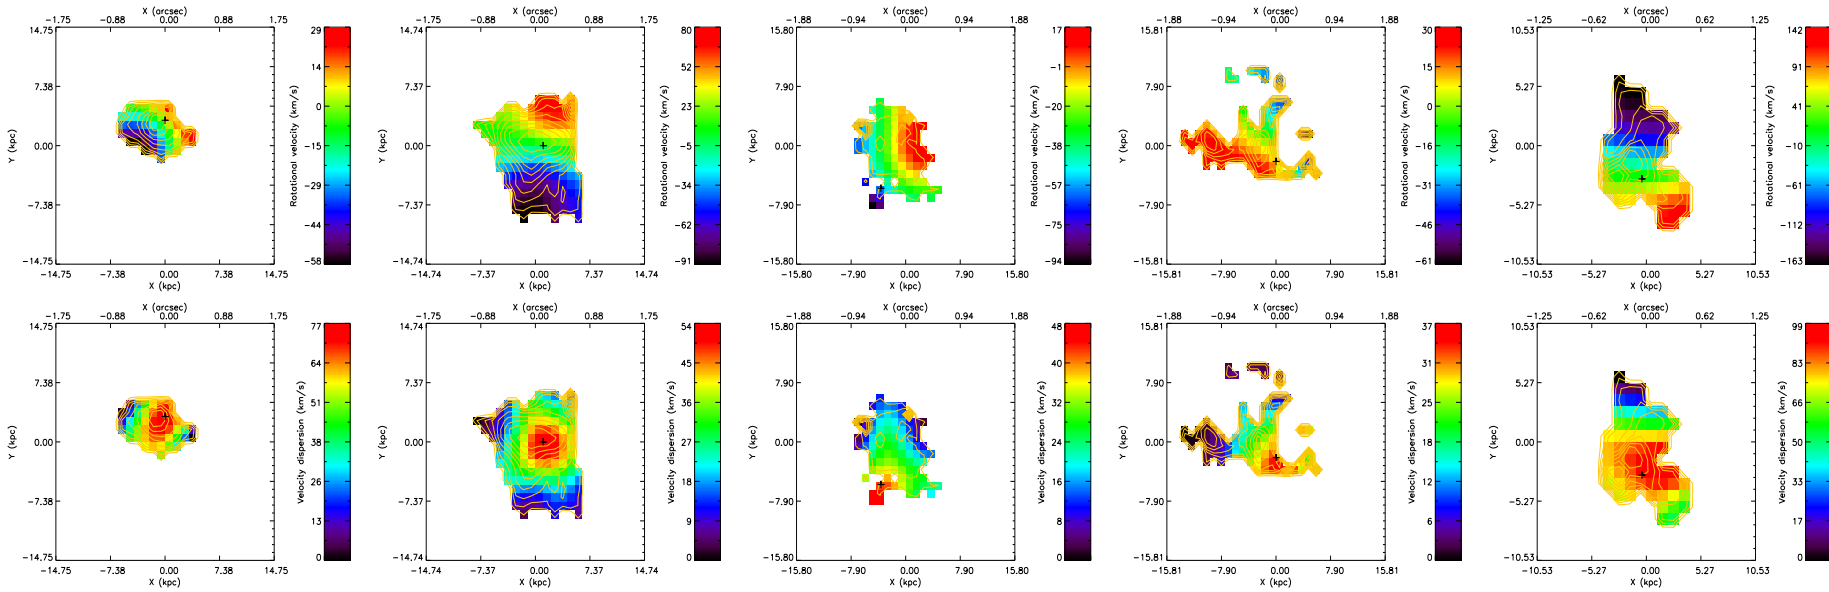 X (arcsec) X (arcsec) X (arcsec) X (arcsec) X (arcsec)
-1.75 -0.88 0.00 0.88 1.75 -1.75 -0.88 0.00 0.88 1.75 -1.88 -0.94 0.00 0.94 1.88 -1.88 -0.94 0.00 0.94 1.88 -1.25 -0.62 0.00 0.62 1.25
14.75 29 14.74 80 15.80 17 15.81 30 10.53 142
14 52 -1 16 91
7.38 7.37 7.90 7.90 5.27
0 23 -20 0 41
Y (kpc) 0.00 -15 Rotational velocity (km/s) Y (kpc) 0.00 -6 Rotational velocity (km/s) Y (kpc) 0.00 -38 Rotational velocity (km/s) Y (kpc) 0.00 -16 Rotational velocity (km/s) Y (kpc) 0.00 -10 Rotational velocity (km/s)
-29 -34 -57 -31 -61
-7.38 -7.37 -7.90 -7.90 -5.27
-44 -62 -75 -46 -112
-14.75 -58 -14.74 -91 -15.80 -94 -15.81 -61 -10.53 -163
-14.75 -7.38 0.00 7.38 14.75 -14.74 -7.37 0.00 7.37 14.74 -15.80 -7.90 0.00 7.90 15.80 -15.81 -7.90 0.00 7.90 15.81 -10.53 -5.27 0.00 5.27 10.53
X (kpc) X (kpc) X (kpc) X (kpc) X (kpc)
X (arcsec) X (arcsec) X (arcsec) X (arcsec) X (arcsec)
-1.75 -0.88 0.00 0.88 1.75 -1.75 -0.88 0.00 0.88 1.75 -1.88 -0.94 0.00 0.94 1.88 -1.88 -0.94 0.00 0.94 1.88 -1.25 -0.62 0.00 0.62 1.25
14.75 77 14.74 54 15.80 48 15.81 37 10.53 99
64 45 40 31 83
7.38 7.37 7.90 7.90 5.27
51 36 32 25 66
Y (kpc) 0.00 38 Velocity dispersion (km/s) Y (kpc) 0.00 27 Velocity dispersion (km/s) Y (kpc) 0.00 24 Velocity dispersion (km/s) Y (kpc) 0.00 18 Velocity dispersion (km/s) Y (kpc) 0.00 50 Velocity dispersion (km/s)
26 18 16 12 33
-7.38 -7.37 -7.90 -7.90 -5.27
13 9 8 6 17
-14.75 0 -14.74 0 -15.80 0 -15.81 0 -10.53 0
-14.75 -7.38 0.00 7.38 14.75 -14.74 -7.37 0.00 7.37 14.74 -15.80 -7.90 0.00 7.90 15.80 -15.81 -7.90 0.00 7.90 15.81 -10.53 -5.27 0.00 5.27 10.53
X (kpc) X (kpc) X (kpc) X (kpc) X (kpc)